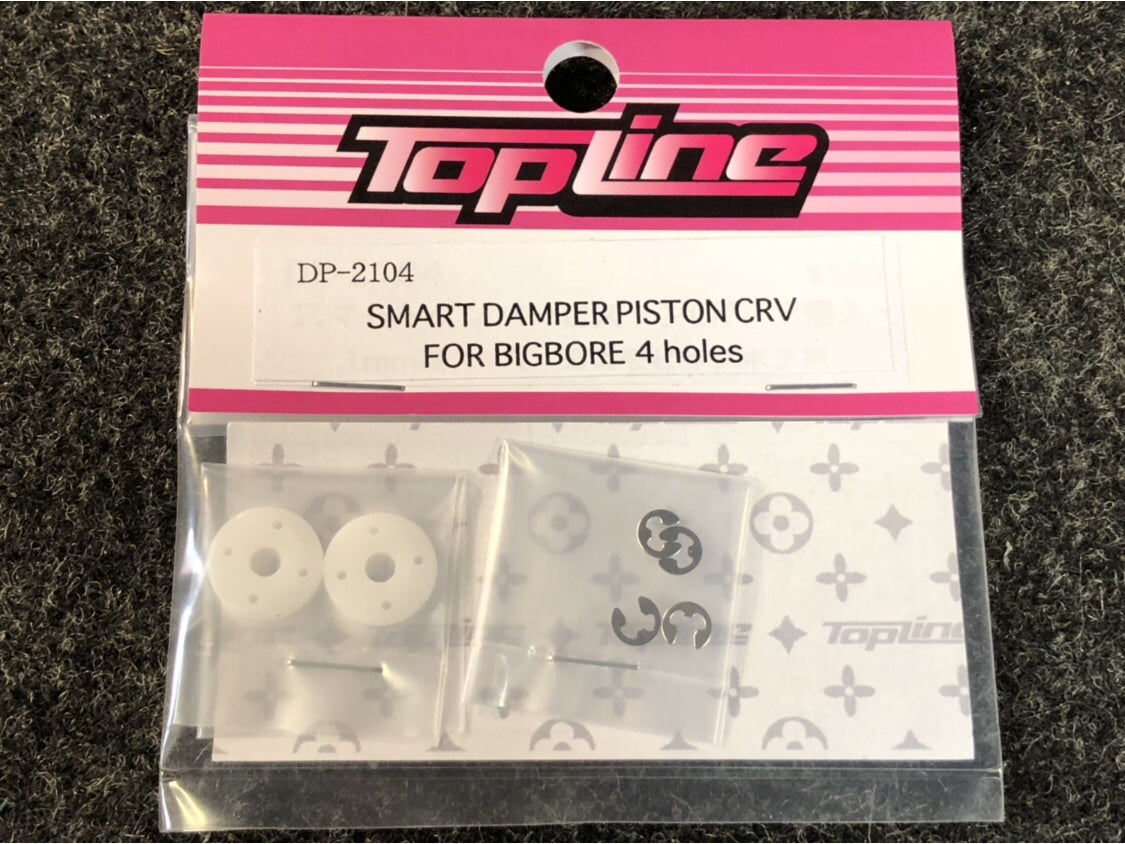 TopLine
DP-2104
SMART DAMPER PISTON CRV
FOR BIGBORE 4 holes
TopLine